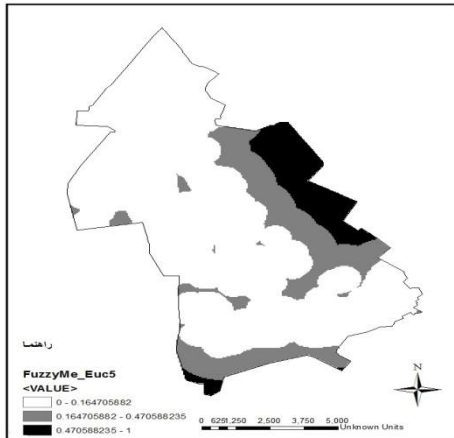 راهنما
FuzzyMe_Euc5
<VALUE>
0 - 0.164705882
0.164705882 - 0.470588235
0.470588235 - 1
N
0 625 1,250 2,500 3,750 5,000
Unknown Units